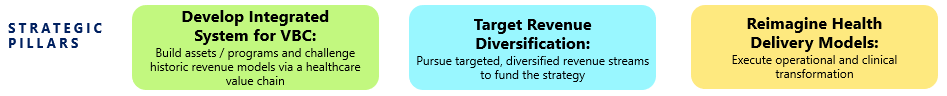 STRATEGIC
PILLARS
Develop Integrated
System for VBC:
Build assets / programs and challenge
historic revenue models via a healthcare
value chain
Target Revenue
Diversification:
Pursue targeted, diversified revenue streams
to fund the strategy
Reimagine Health
Delivery Models:
Execute operational and clinical
transformation